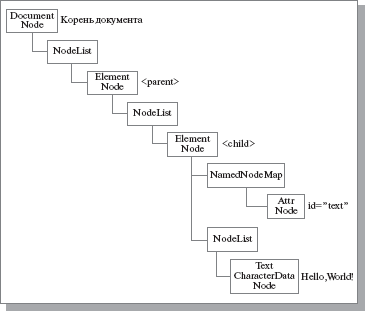 Document
Node
Корень документа
NodeList
Element
Node
<parent>
NodeList
Element
Node
<child>
NamedNodeMap
Attr
Node
id="text"
NodeList
Text
CharacterData
Node
Hello,World!